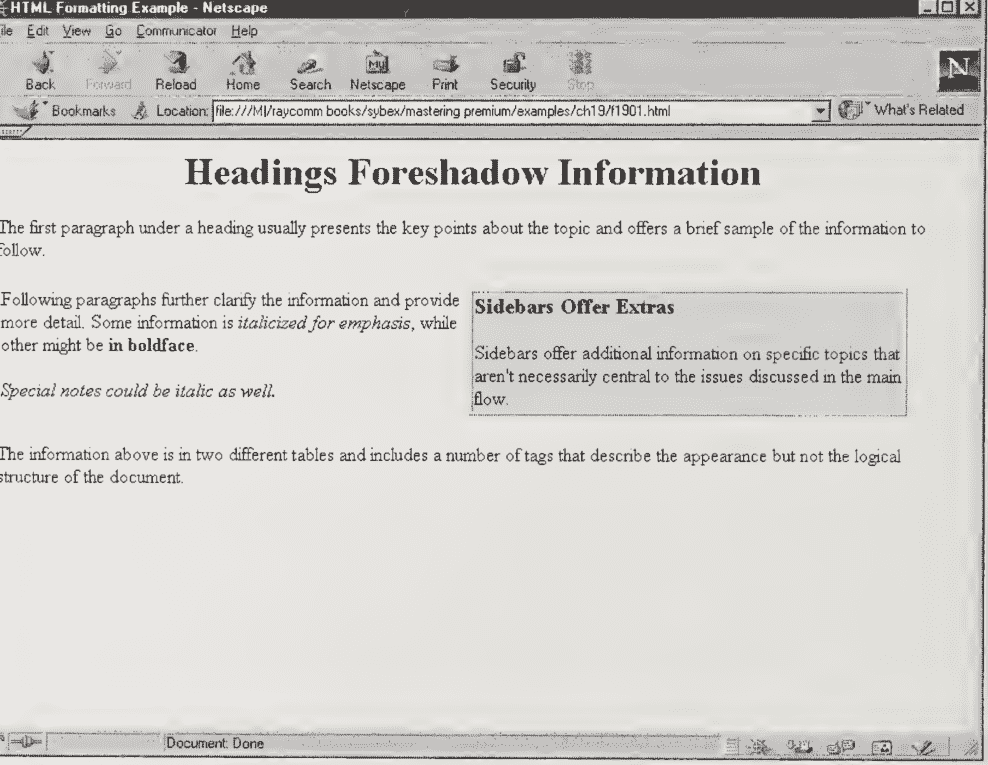 HTML Formatting Example - Netscape
ile Edit View Go Communicator Help
Back Forward Reload Home Search Netscape Print Security Stop
My
N
Bookmarks Location: file:///M|/raycomm books/sybex/mastering premium/examples/ch19/f1901.html What's Related
Headings Foreshadow Information
The first paragraph under a heading usually presents the key points about the topic and offers a brief sample of the information to
follow.
Following paragraphs further clarify the information and provide
more detail. Some information is italicized for emphasis, while
other might be in boldface.
Special notes could be italic as well.
Sidebars Offer Extras
Sidebars offer additional information on specific topics that
aren't necessarily central to the issues discussed in the main
flow.
The information above is in two different tables and includes a number of tags that describe the appearance but not the logical
structure of the document.
Document: Done